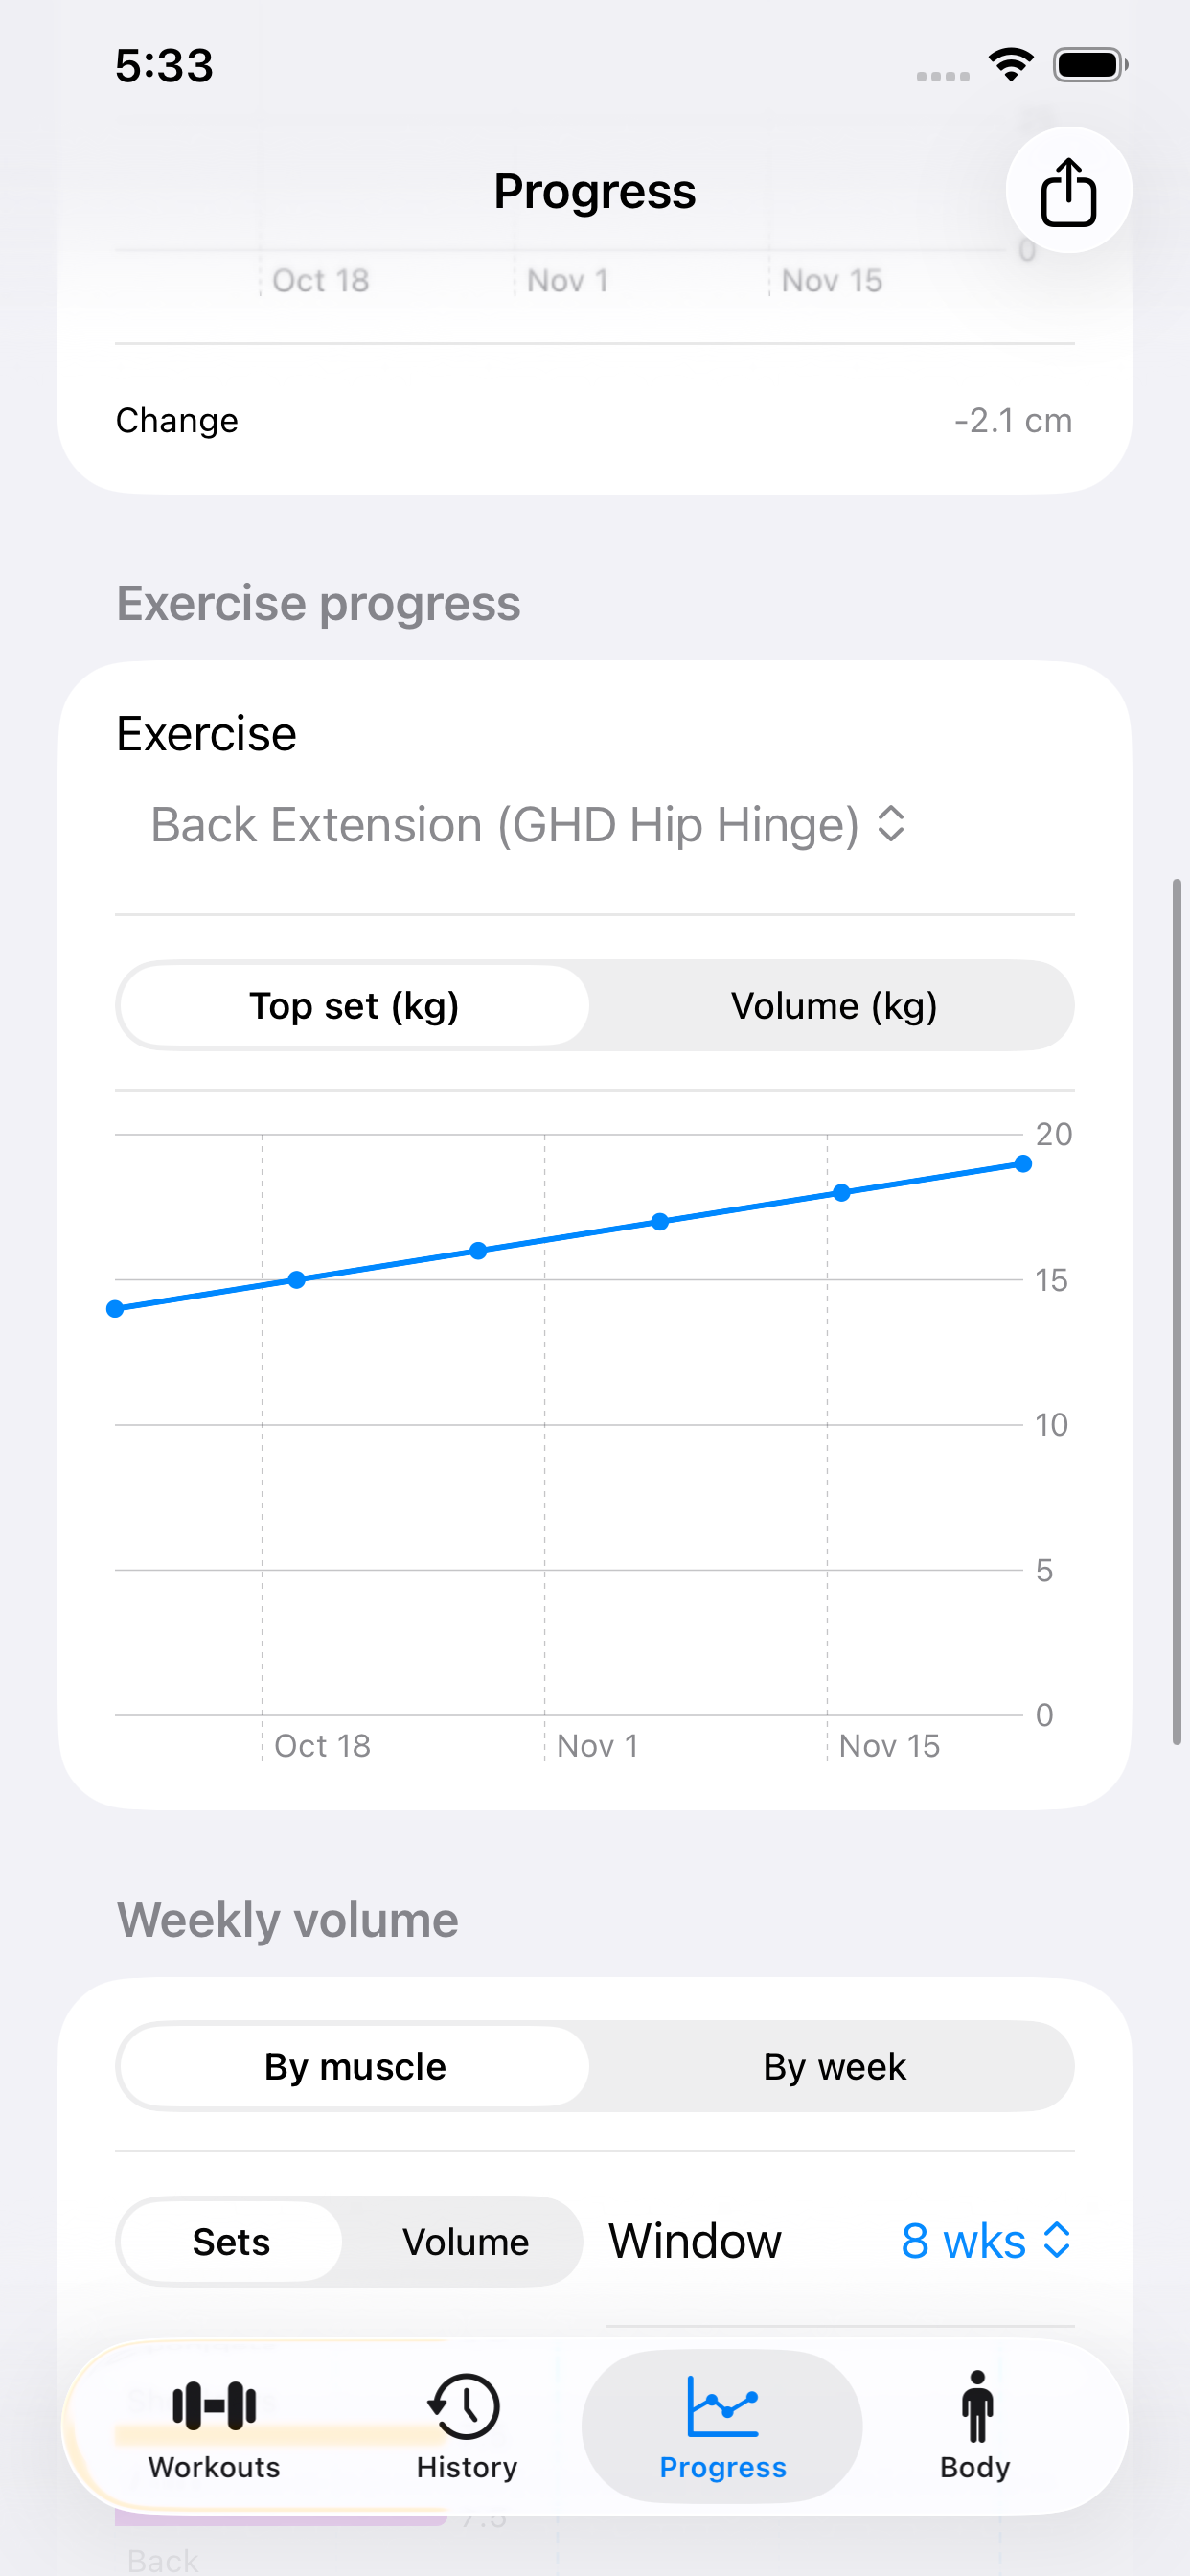 5:33
Progress
0
Oct 18
Nov 1
Nov 15
Change
-2.1 cm
Exercise progress
Exercise
Back Extension (GHD Hip Hinge)
Top set (kg)
Volume (kg)
20
15
10
5
0
Oct 18
Nov 1
Nov 15
Weekly volume
By muscle
By week
Sets
Volume
Window
8 wks
Workouts
History
Progress
Body
7.5
Back